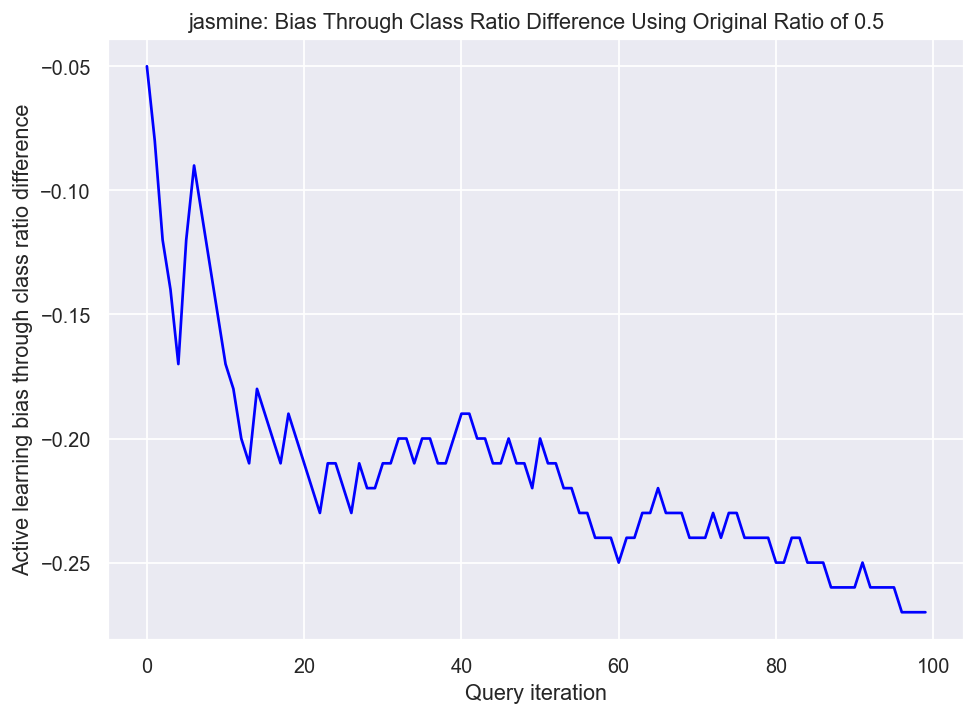 jasmine: Bias Through Class Ratio Difference Using Original Ratio of 0.5
Active learning bias through class ratio difference
−0.05
−0.10
−0.15
−0.20
−0.25
0 20 40 60 80 100
Query iteration